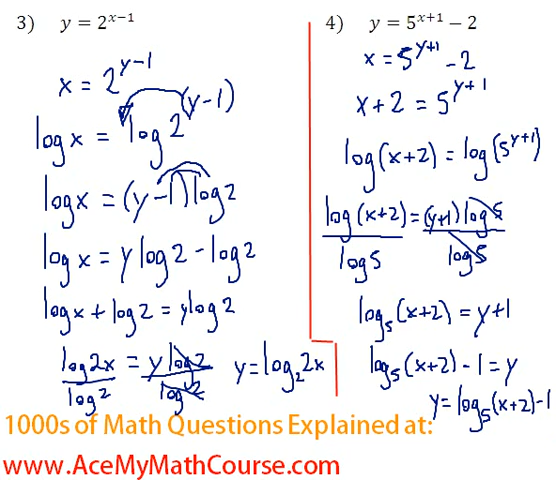 3) y = 2^(x−1)
x = 2^(y−1)
log x = log 2^(y−1)
log x = (y−1) log 2
log x = y log 2 − log 2
log x + log 2 = y log 2
log 2x / log 2 = y log 2 / log 2 y = log₂ 2x
4) y = 5^(x+1) − 2
x = 5^(y+1) − 2
x + 2 = 5^(y+1)
log (x+2) = log (5^(y+1))
log (x+2) / log 5 = (y+1) log 5 / log 5
log₅ (x+2) = y+1
log₅ (x+2) − 1 = y
y = log₅ (x+2) − 1
1000s of Math Questions Explained at:
www.AceMyMathCourse.com